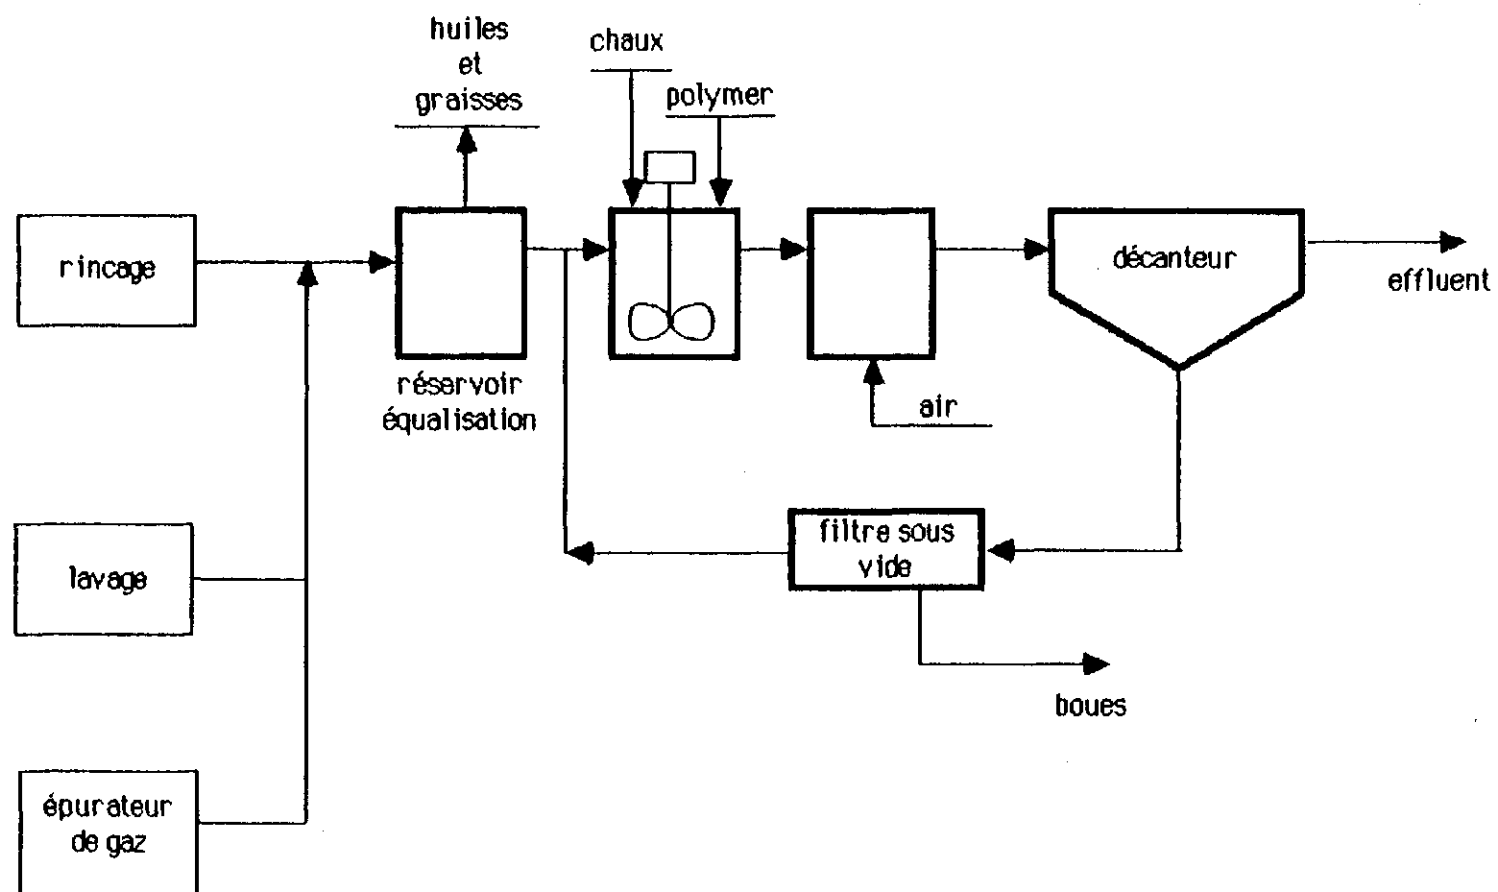 huiles
et
graisses
chaux
polymer
rincage
réservoir
équalisation
air
décanteur
effluent
lavage
filtre sous
vide
boues
épurateur
de gaz